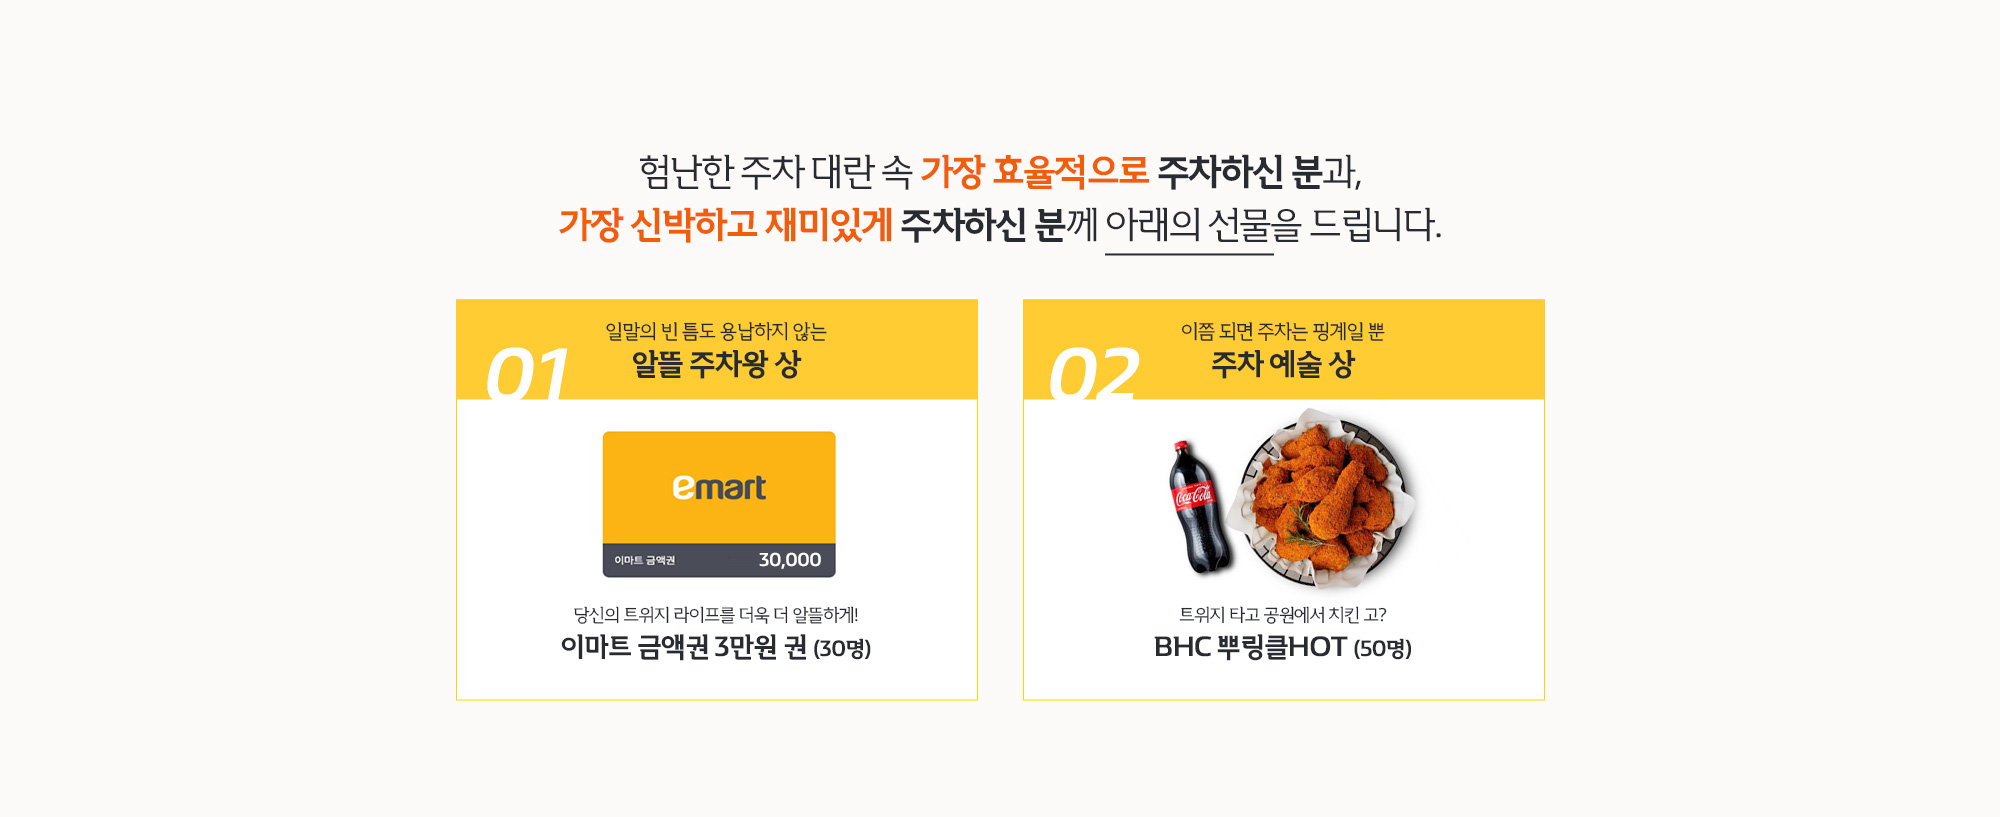 험난한 주차 대란 속 가장 효율적으로 주차하신 분과,
가장 신박하고 재미있게 주차하신 분께 아래의 선물을 드립니다.
01
일말의 빈 틈도 용납하지 않는
알뜰 주차왕 상
emart
이마트 금액권 30,000
당신의 트위지 라이프를 더욱 더 알뜰하게!
이마트 금액권 3만원 권 (30명)
02
이쯤 되면 주차는 핑계일 뿐
주차 예술 상
Coca-Cola
트위지 타고 공원에서 치킨 고?
BHC 뿌링클HOT (50명)